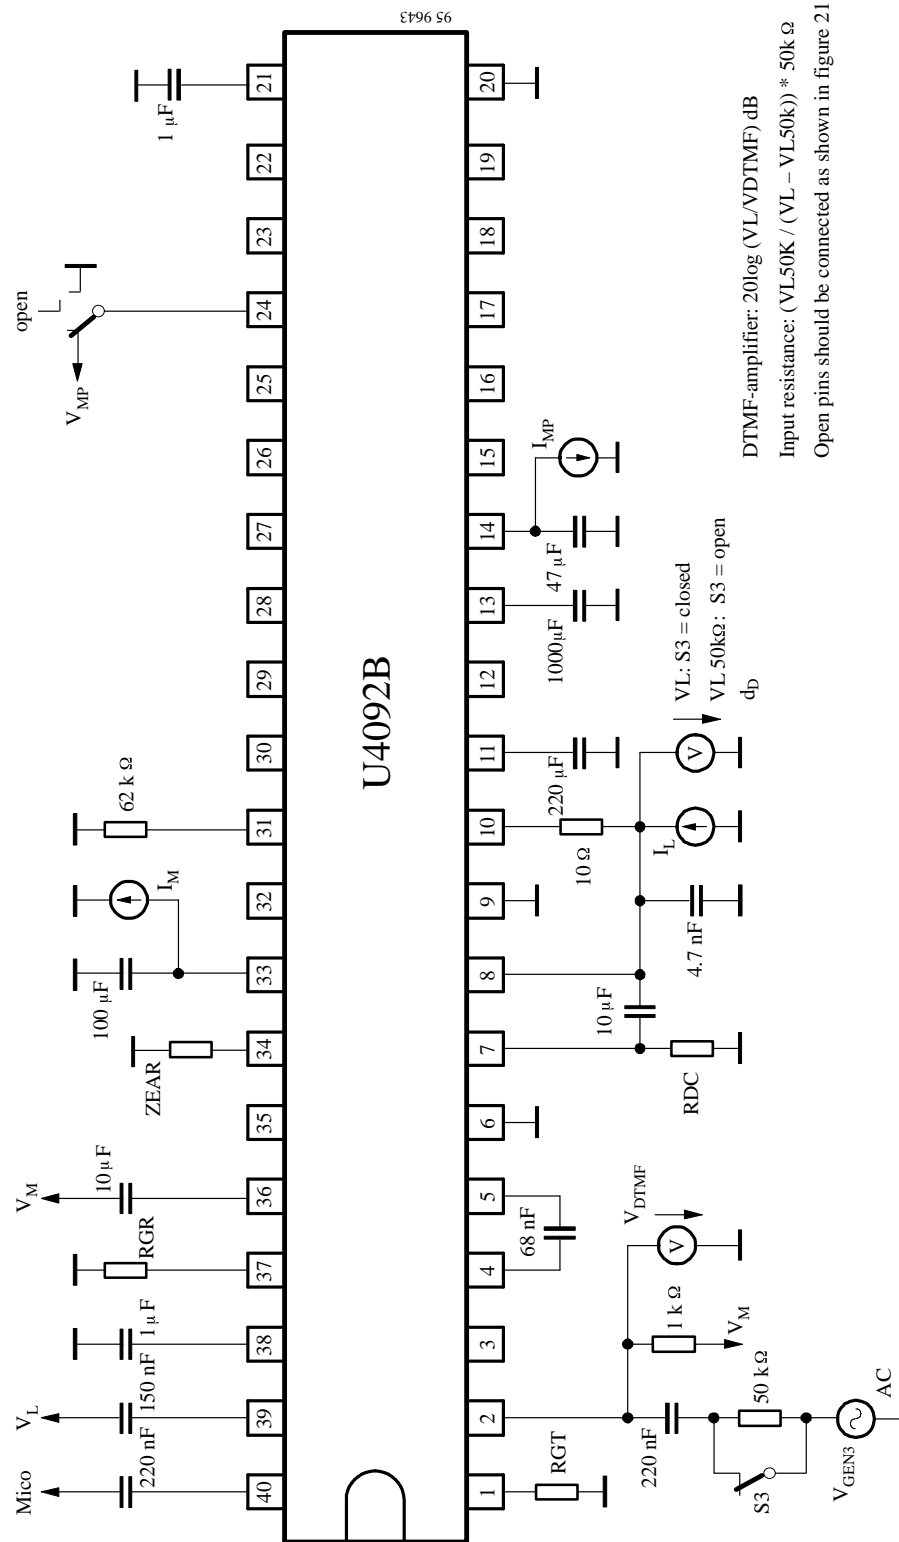 95 9643
1 µF
21
22
23
24
25
26
27
28
29
30
31
32
33
34
35
36
37
38
39
40
open
V_MP
62 k Ω
I_M
100 µF
ZEAR
V_M
10 µF
RGR
1 µF
V_L
150 nF
Mico
220 nF
U4092B
20
19
18
17
16
15
14
13
12
11
10
9
8
7
6
5
4
3
2
1
I_MP
47 µF
1000µF
220 µF
10 Ω
I_L
V
VL: S3 = closed
VL 50kΩ: S3 = open
d_D
4.7 nF
10 µF
RDC
68 nF
V_DTMF
V
1 k Ω
V_M
220 nF
50 k Ω
S3
V_GEN3
AC
RGT
DTMF-amplifier: 20log (VL/VDTMF) dB
Input resistance: (VL50K / (VL – VL50k)) * 50k Ω
Open pins should be connected as shown in figure 21